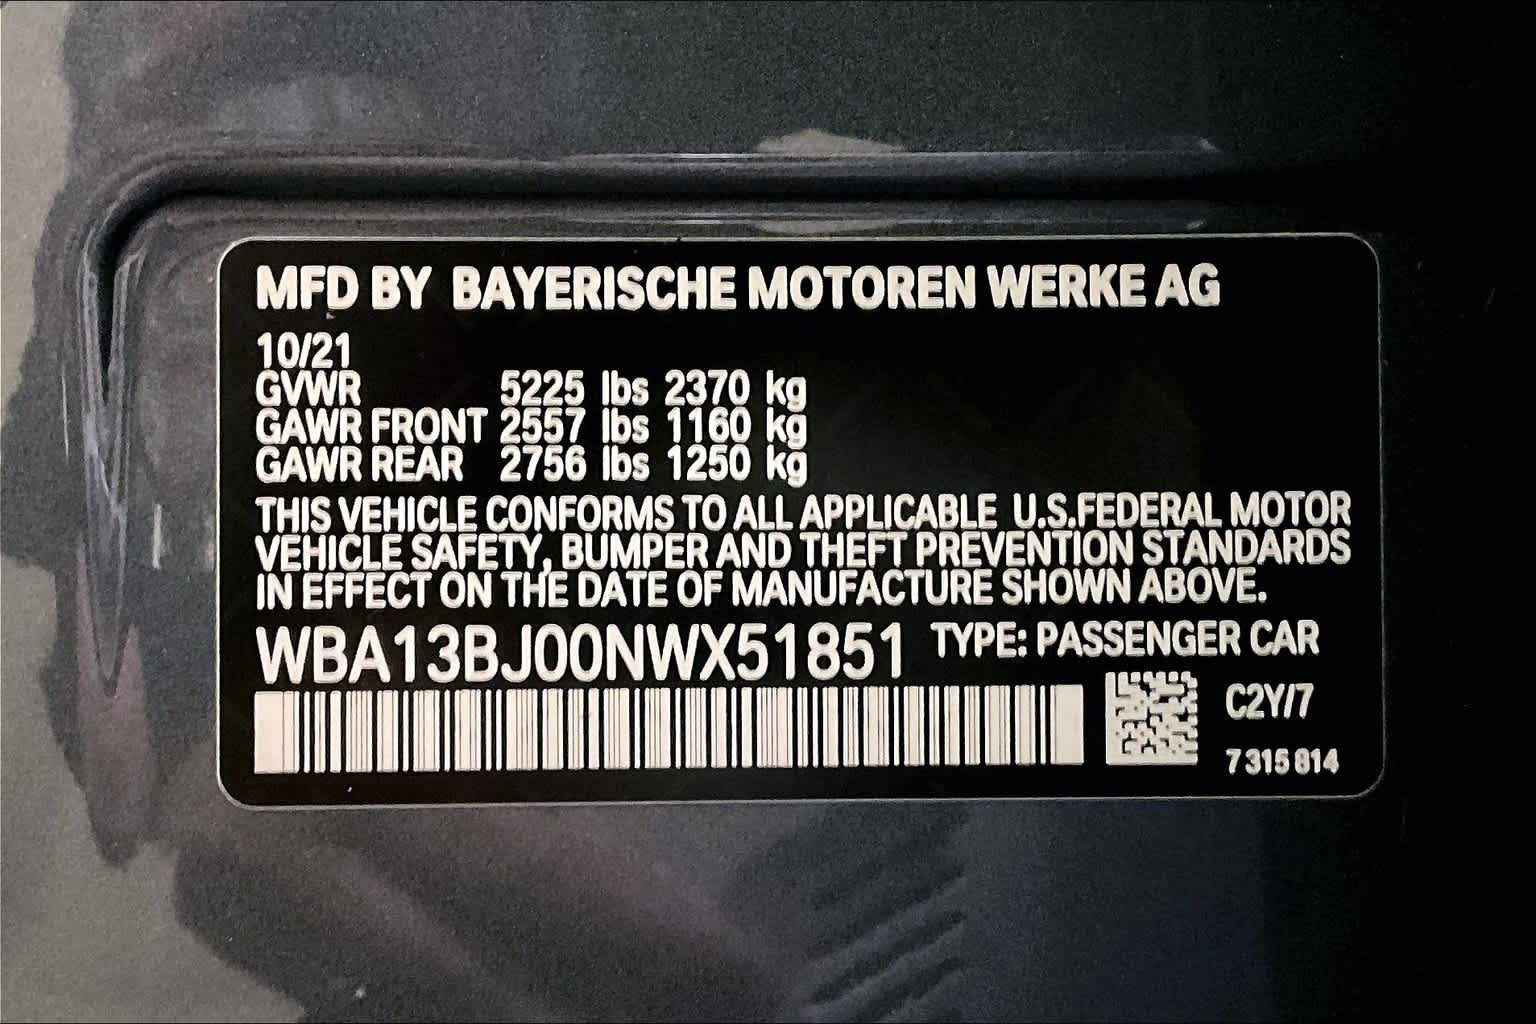 MFD BY BAYERISCHE MOTOREN WERKE AG
10/21
GVWR 5225 lbs 2370 kg
GAWR FRONT 2557 lbs 1160 kg
GAWR REAR 2756 lbs 1250 kg
THIS VEHICLE CONFORMS TO ALL APPLICABLE U.S.FEDERAL MOTOR
VEHICLE SAFETY, BUMPER AND THEFT PREVENTION STANDARDS
IN EFFECT ON THE DATE OF MANUFACTURE SHOWN ABOVE.
WBA13BJ00NWX51851 TYPE: PASSENGER CAR
C2Y/7
7 315 814